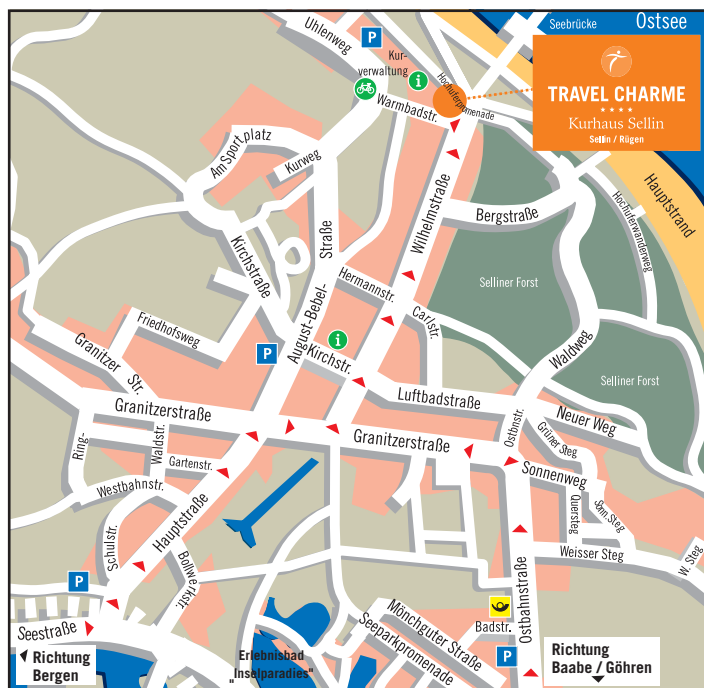 Seebrücke
Ostsee
Uhlenweg
P
Kur-
verwaltung
i
Hochuferpromenade
TRAVEL CHARME
★ ★ ★ ★
Kurhaus Sellin
Sellin / Rügen
Warmbadstr.
Am Sportplatz
Kurweg
Hauptstrand
Wilhelmstraße
Bergstraße
Hochuferwanderweg
Kirchstraße
August-Bebel-
Straße
Hermannstr.
Carlstr.
Selliner Forst
Friedhofsweg
Granitzer
Str.
P
i
Kirchstr.
Waldweg
Selliner Forst
Luftbadstraße
Neuer Weg
Granitzerstraße
Granitzerstraße
Ostbnstr.
Grüner Steg
Ring-
Waldstr.
Gartenstr.
Sonnenweg
Westbahnstr.
Quersteg
Sonn. Steg
Hauptstraße
Schulstr.
Bollwerkstr.
Weisser Steg
W. Steg
P
Ostbahnstraße
Mönchguter Straße
Badstr.
Seeparkpromenade
P
Seestraße
Richtung
Bergen
Erlebnisbad
"Inselparadies"
Richtung
Baabe / Göhren